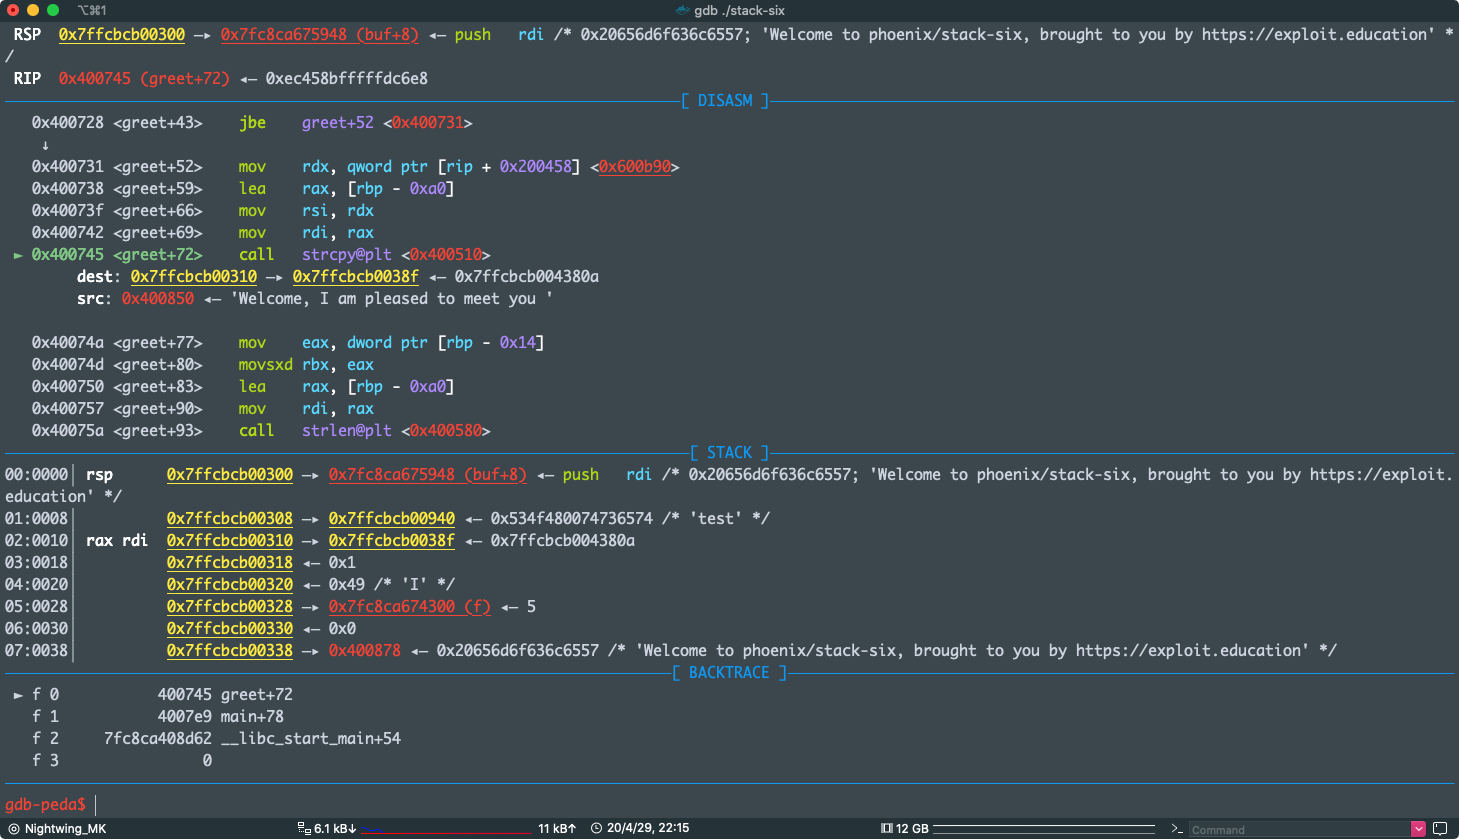 ⌥⌘1
gdb ./stack-six
RSP  0x7ffcbcb00300 —▸ 0x7fc8ca675948 (buf+8) ◂— push   rdi /* 0x20656d6f636c6557; 'Welcome to phoenix/stack-six, brought to you by https://exploit.education' *
/
RIP  0x400745 (greet+72) ◂— 0xec458bfffffdc6e8
[ DISASM ]
0x400728 <greet+43>    jbe    greet+52 <0x400731>
↓
0x400731 <greet+52>    mov    rdx, qword ptr [rip + 0x200458] <0x600b90>
0x400738 <greet+59>    lea    rax, [rbp - 0xa0]
0x40073f <greet+66>    mov    rsi, rdx
0x400742 <greet+69>    mov    rdi, rax
► 0x400745 <greet+72>    call   strcpy@plt <0x400510>
dest: 0x7ffcbcb00310 —▸ 0x7ffcbcb0038f ◂— 0x7ffcbcb004380a
src: 0x400850 ◂— 'Welcome, I am pleased to meet you '
0x40074a <greet+77>    mov    eax, dword ptr [rbp - 0x14]
0x40074d <greet+80>    movsxd rbx, eax
0x400750 <greet+83>    lea    rax, [rbp - 0xa0]
0x400757 <greet+90>    mov    rdi, rax
0x40075a <greet+93>    call   strlen@plt <0x400580>
[ STACK ]
00:0000│ rsp      0x7ffcbcb00300 —▸ 0x7fc8ca675948 (buf+8) ◂— push   rdi /* 0x20656d6f636c6557; 'Welcome to phoenix/stack-six, brought to you by https://exploit.
education' */
01:0008│          0x7ffcbcb00308 —▸ 0x7ffcbcb00940 ◂— 0x534f480074736574 /* 'test' */
02:0010│ rax rdi  0x7ffcbcb00310 —▸ 0x7ffcbcb0038f ◂— 0x7ffcbcb004380a
03:0018│          0x7ffcbcb00318 ◂— 0x1
04:0020│          0x7ffcbcb00320 ◂— 0x49 /* 'I' */
05:0028│          0x7ffcbcb00328 —▸ 0x7fc8ca674300 (f) ◂— 5
06:0030│          0x7ffcbcb00330 ◂— 0x0
07:0038│          0x7ffcbcb00338 —▸ 0x400878 ◂— 0x20656d6f636c6557 /* 'Welcome to phoenix/stack-six, brought to you by https://exploit.education' */
[ BACKTRACE ]
► f 0           400745 greet+72
f 1           4007e9 main+78
f 2     7fc8ca408d62 __libc_start_main+54
f 3                0
gdb-peda$
Nightwing_MK 6.1 kB↓ 11 kB↑ 20/4/29, 22:15 12 GB >_ Command